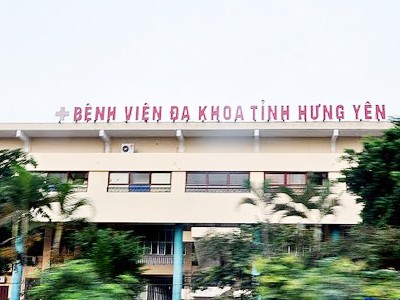 BỆNH VIỆN ĐA KHOA TỈNH HƯNG YÊN